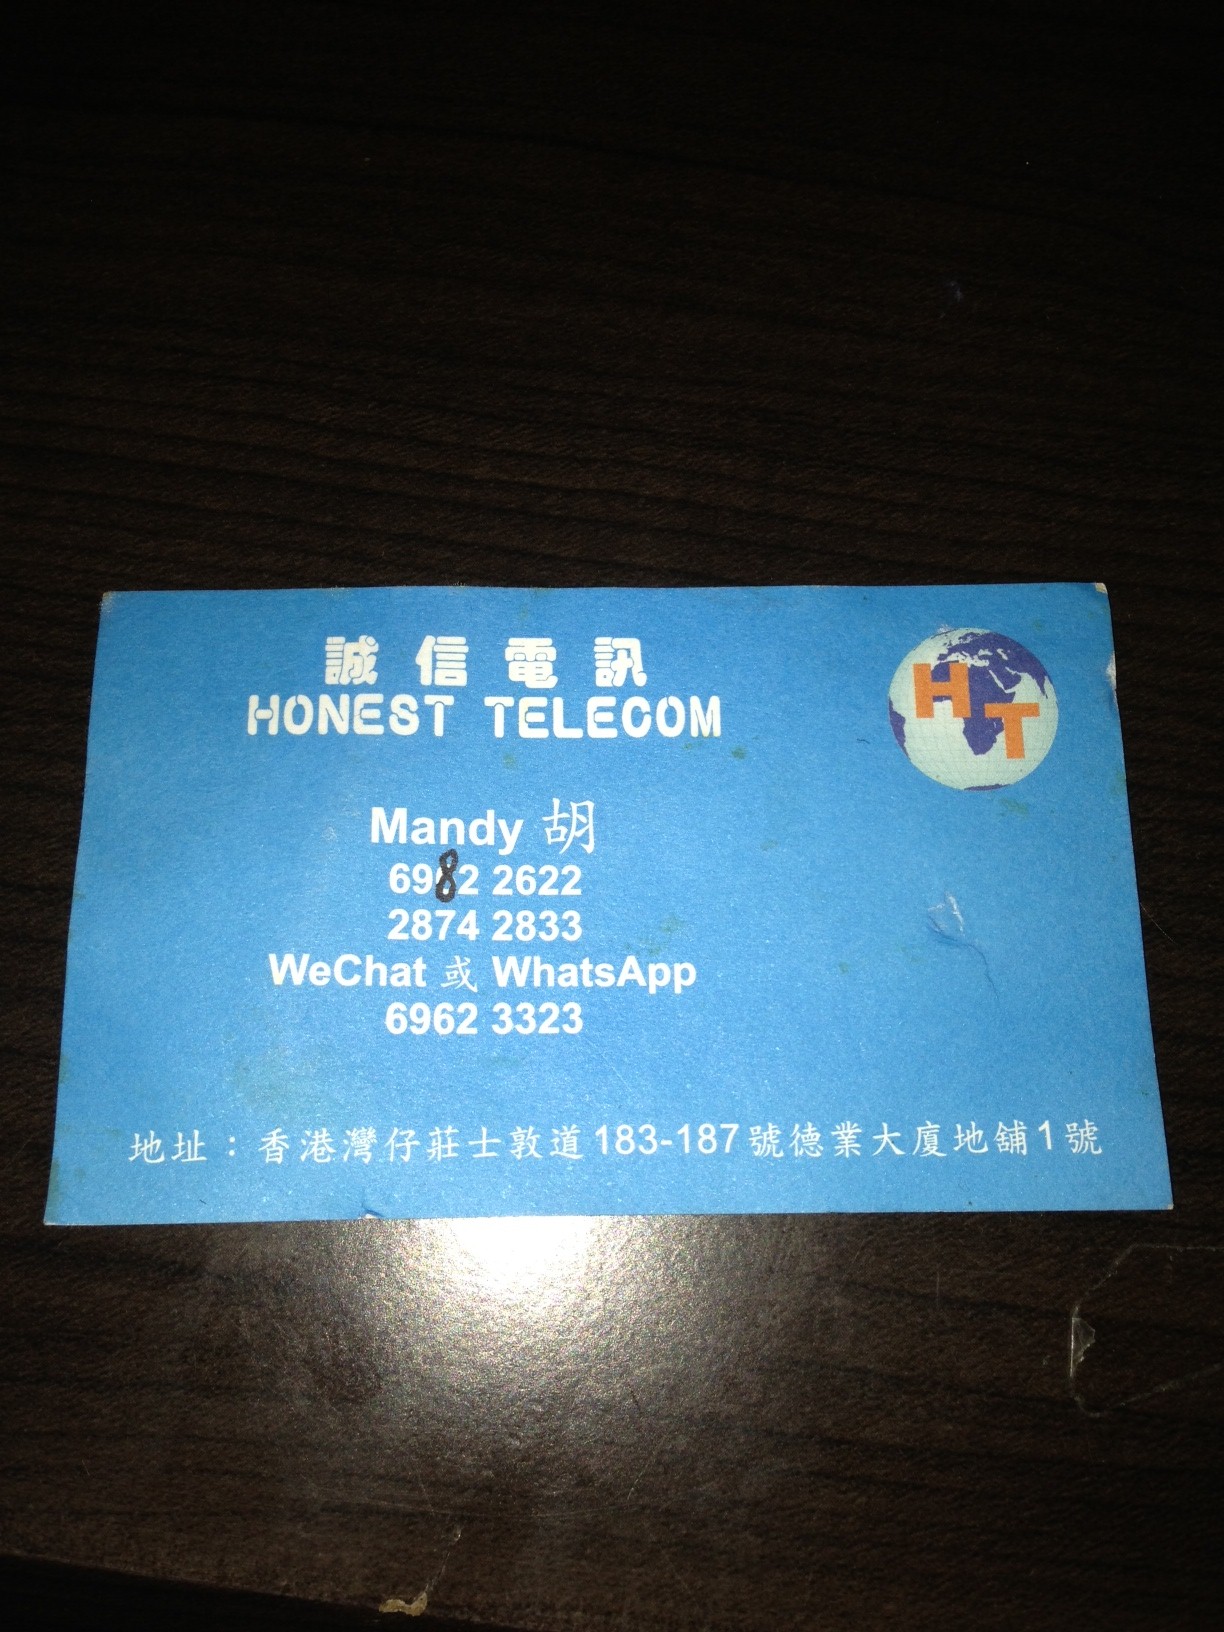 誠信電訊
HONEST TELECOM
HT
Mandy 胡
6982 2622
2874 2833
WeChat 或 WhatsApp
6962 3323
地址：香港灣仔莊士敦道183-187號德業大廈地舖1號